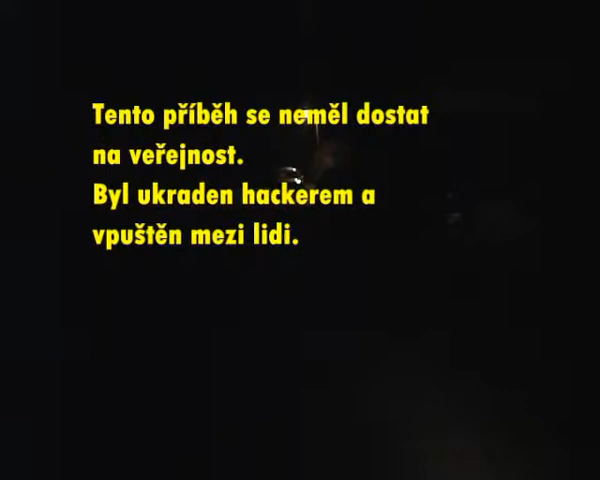 Tento příběh se neměl dostat
na veřejnost.
Byl ukraden hackerem a
vpuštěn mezi lidi.